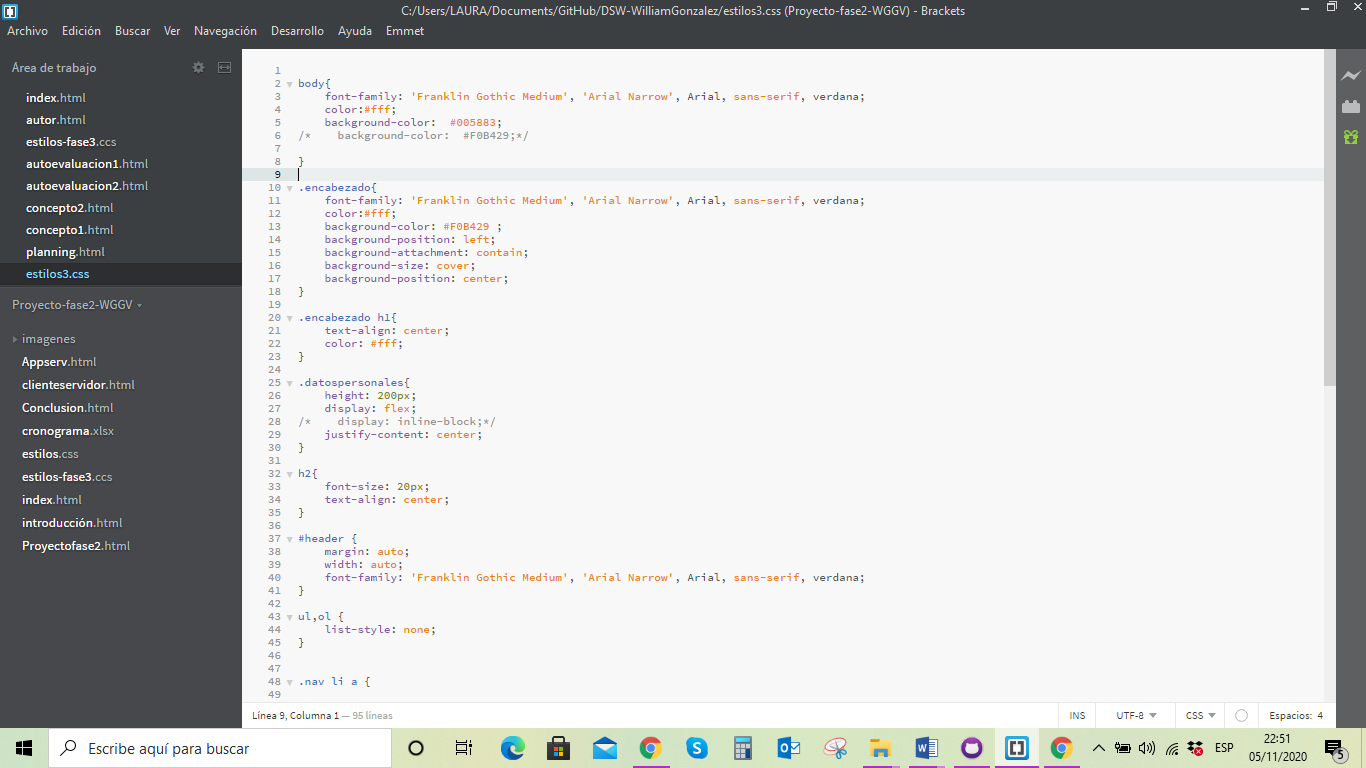 C:/Users/LAURA/Documents/GitHub/DSW-WilliamGonzalez/estilos3.css (Proyecto-fase2-WGGV) - Brackets
Archivo Edición Buscar Ver Navegación Desarrollo Ayuda Emmet
Área de trabajo
index.html
autor.html
estilos-fase3.ccs
autoevaluacion1.html
autoevaluacion2.html
concepto2.html
concepto1.html
planning.html
estilos3.css
Proyecto-fase2-WGGV
imagenes
Appserv.html
clienteservidor.html
Conclusion.html
cronograma.xlsx
estilos.css
estilos-fase3.ccs
index.html
introducción.html
Proyectofase2.html
1
2 body{
3 font-family: 'Franklin Gothic Medium', 'Arial Narrow', Arial, sans-serif, verdana;
4 color:#fff;
5 background-color:  #005883;
6 /*    background-color:  #F0B429;*/
7
8 }
9
10 .encabezado{
11 font-family: 'Franklin Gothic Medium', 'Arial Narrow', Arial, sans-serif, verdana;
12 color:#fff;
13 background-color: #F0B429 ;
14 background-position: left;
15 background-attachment: contain;
16 background-size: cover;
17 background-position: center;
18 }
19
20 .encabezado h1{
21 text-align: center;
22 color: #fff;
23 }
24
25 .datospersonales{
26 height: 200px;
27 display: flex;
28 /*    display: inline-block;*/
29 justify-content: center;
30 }
31
32 h2{
33 font-size: 20px;
34 text-align: center;
35 }
36
37 #header {
38 margin: auto;
39 width: auto;
40 font-family: 'Franklin Gothic Medium', 'Arial Narrow', Arial, sans-serif, verdana;
41 }
42
43 ul,ol {
44 list-style: none;
45 }
46
47
48 .nav li a {
49
Línea 9, Columna 1 — 95 líneas INS UTF-8 CSS Espacios: 4
Escribe aquí para buscar
ESP
22:51
05/11/2020
5